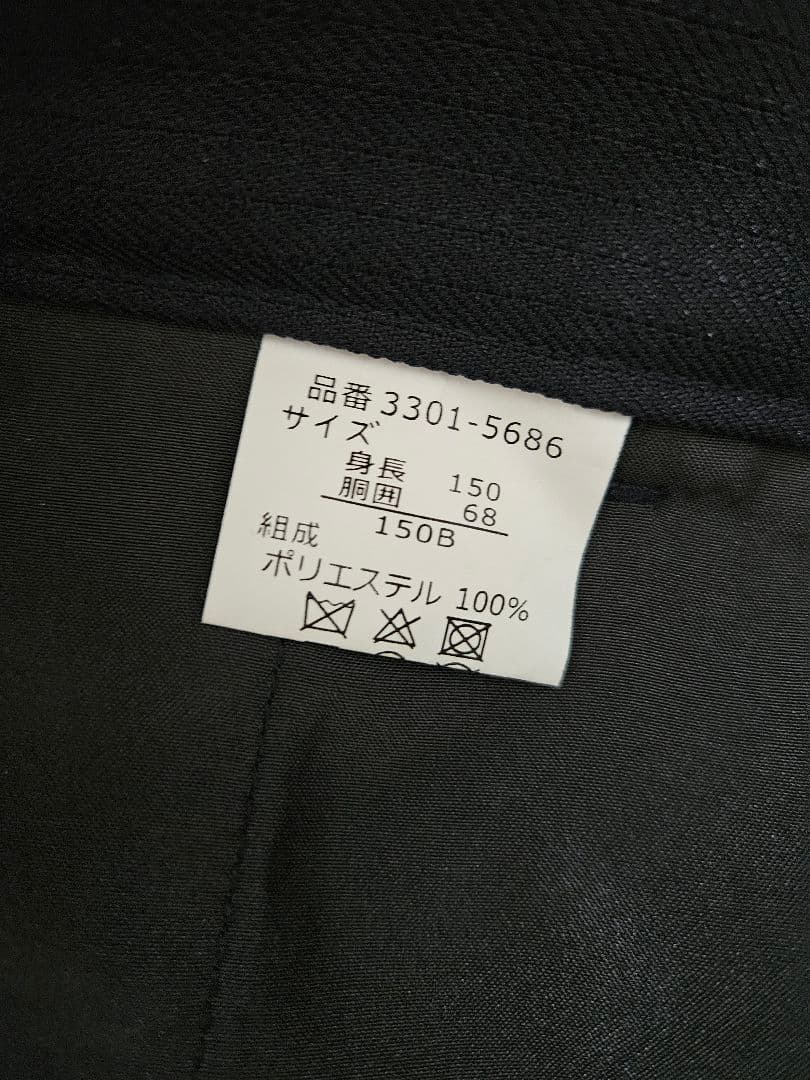 品番 3301-5686
サイズ
身長 150
胴囲 68
150B
組成
ポリエステル 100%